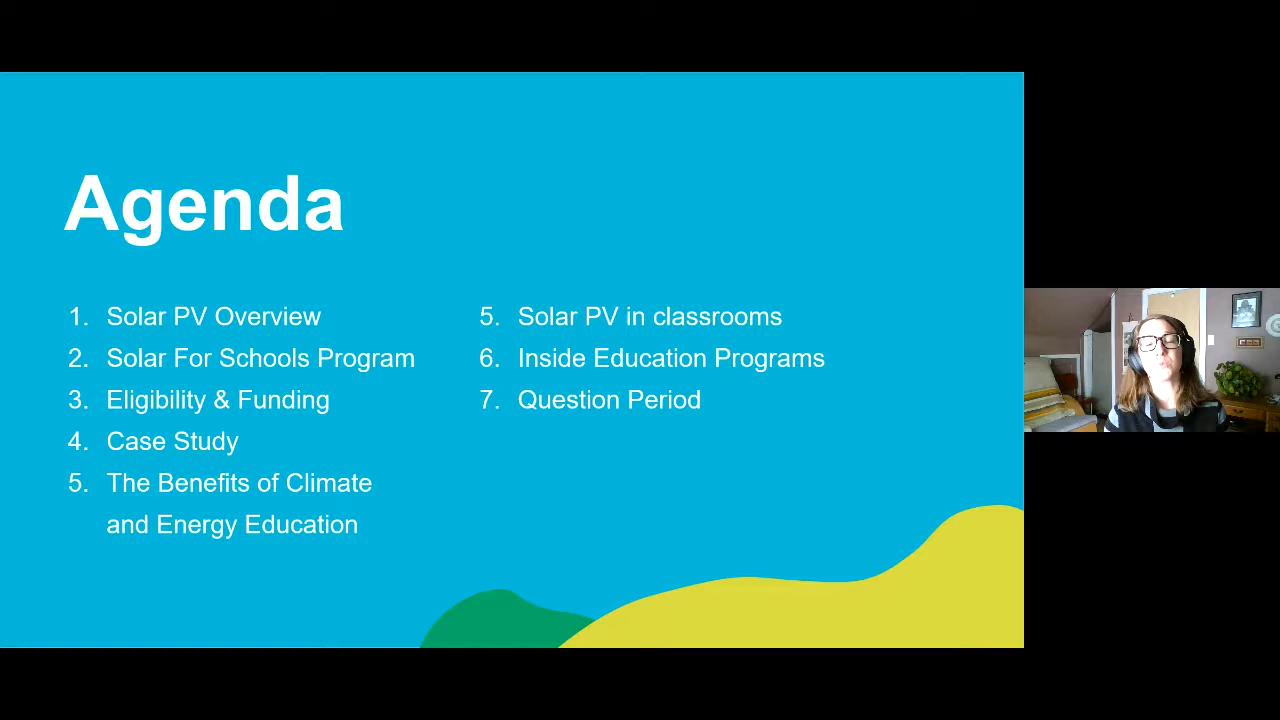 Agenda
1. Solar PV Overview
2. Solar For Schools Program
3. Eligibility & Funding
4. Case Study
5. The Benefits of Climate
and Energy Education
5. Solar PV in classrooms
6. Inside Education Programs
7. Question Period